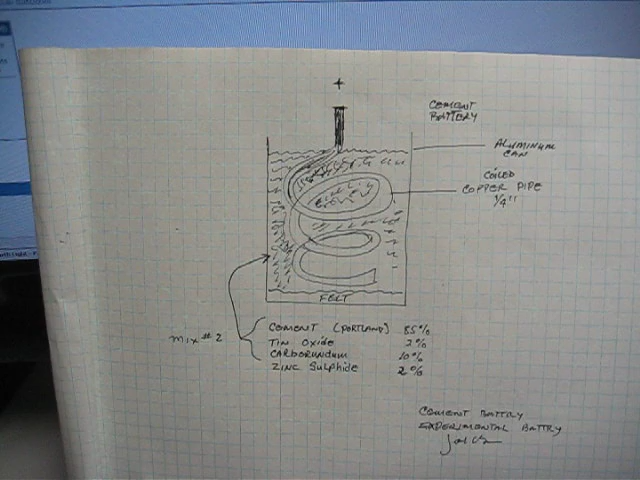 +
CEMENT
BATTERY
ALUMINUM
CAN
COILED
COPPER PIPE
1/4"
FELT
MIX #2
CEMENT (PORTLAND) 85%
TIN OXIDE 2%
CARBORUNDUM 10%
ZINC SULPHIDE 2%
CEMENT BATTRY
EXPERIMENTAL BATTRY